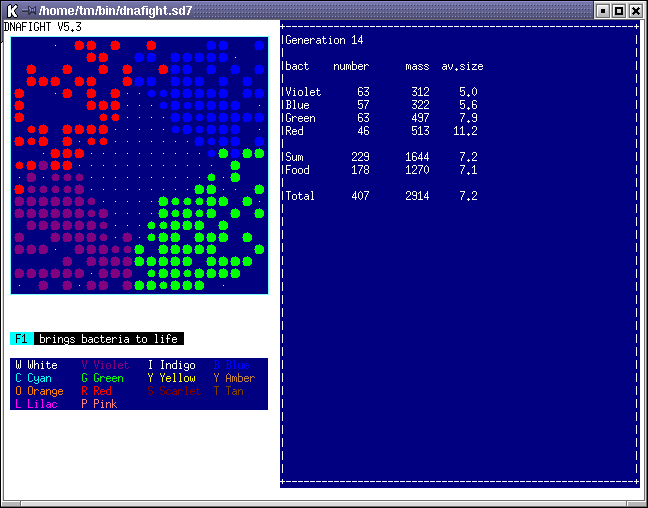 K /home/tm/bin/dnafight.sd7
DNAFIGHT V5.3
F1 brings bacteria to life
W White V Violet I Indigo B Blue
C Cyan G Green Y Yellow Y Amber
O Orange R Red S Scarlet T Tan
L Lilac P Pink
Generation 14
bact number mass av.size
Violet 63 312 5.0
Blue 57 322 5.6
Green 63 497 7.9
Red 46 513 11.2
Sum 229 1644 7.2
Food 178 1270 7.1
Total 407 2914 7.2